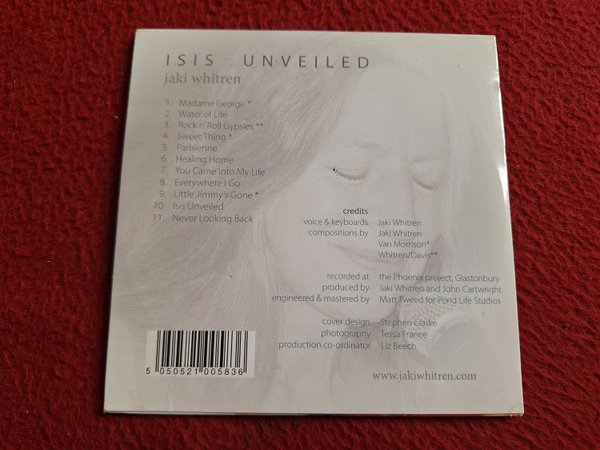 ISIS UNVEILED
jaki whitren
1. Madame George *
2. Water of Life
3. Rock n' Roll Gypsies **
4. Sweet Thing *
5. Parisienne
6. Healing Home
7. You Came Into My Life
8. Everywhere I Go
9. Little Jimmy's Gone *
10. Isis Unveiled
11. Never Looking Back
credits
voice & keyboards Jaki Whitren
compositions by Jaki Whitren
Van Morrison*
Whitren/Davis**
recorded at the Phoenix project, Glastonbury
produced by Jaki Whitren and John Cartwright
engineered & mastered by Matt Tweed for Pond Life Studios
cover design Stephen Clarke
photography Tessa France
production co-ordinator Liz Beech
5 050521 005836
www.jakiwhitren.com